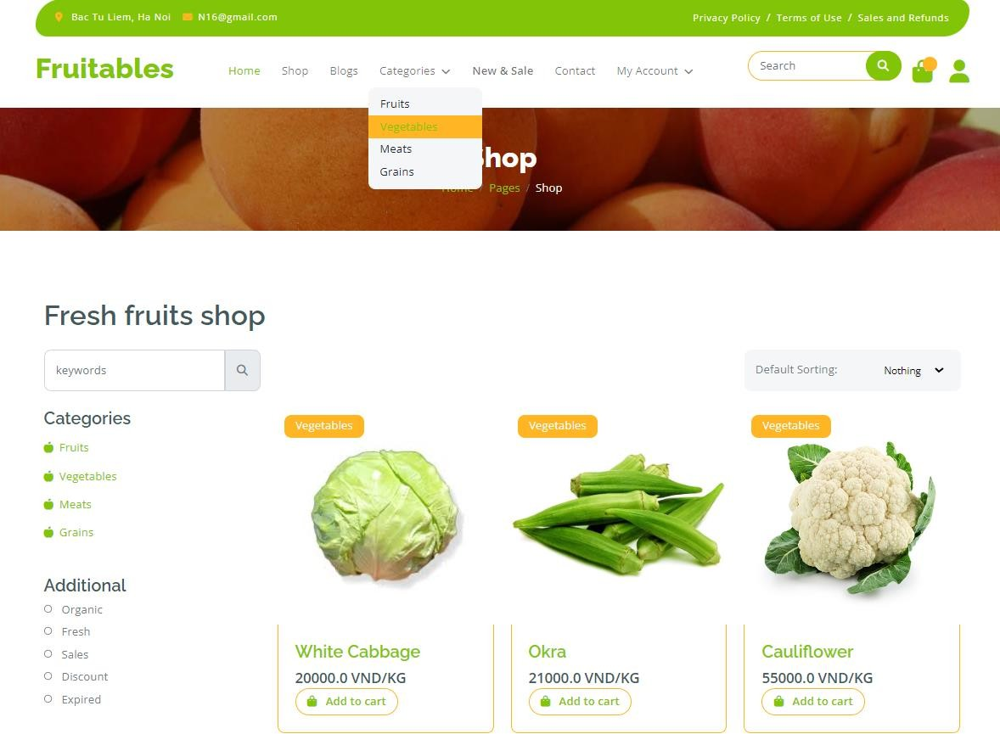 Bac Tu Liem, Ha Noi N16@gmail.com Privacy Policy / Terms of Use / Sales and Refunds
Fruitables Home Shop Blogs Categories New & Sale Contact My Account Search
Fruits
Vegetables
Meats
Grains
Shop
Home / Pages / Shop
Fresh fruits shop
keywords
Default Sorting: Nothing
Categories
Fruits
Vegetables
Meats
Grains
Additional
Organic
Fresh
Sales
Discount
Expired
Vegetables
White Cabbage
20000.0 VND/KG
Add to cart
Vegetables
Okra
21000.0 VND/KG
Add to cart
Vegetables
Cauliflower
55000.0 VND/KG
Add to cart